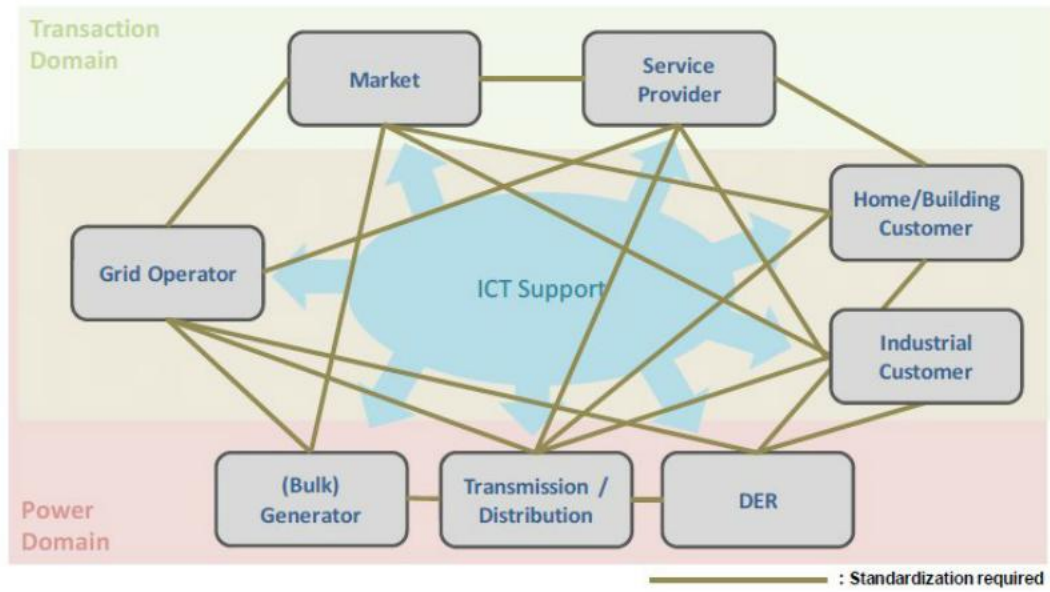 Transaction
Domain
Market
Service
Provider
Home/Building
Customer
Grid Operator
ICT Support
Industrial
Customer
(Bulk)
Generator
Transmission /
Distribution
DER
Power
Domain
: Standardization required